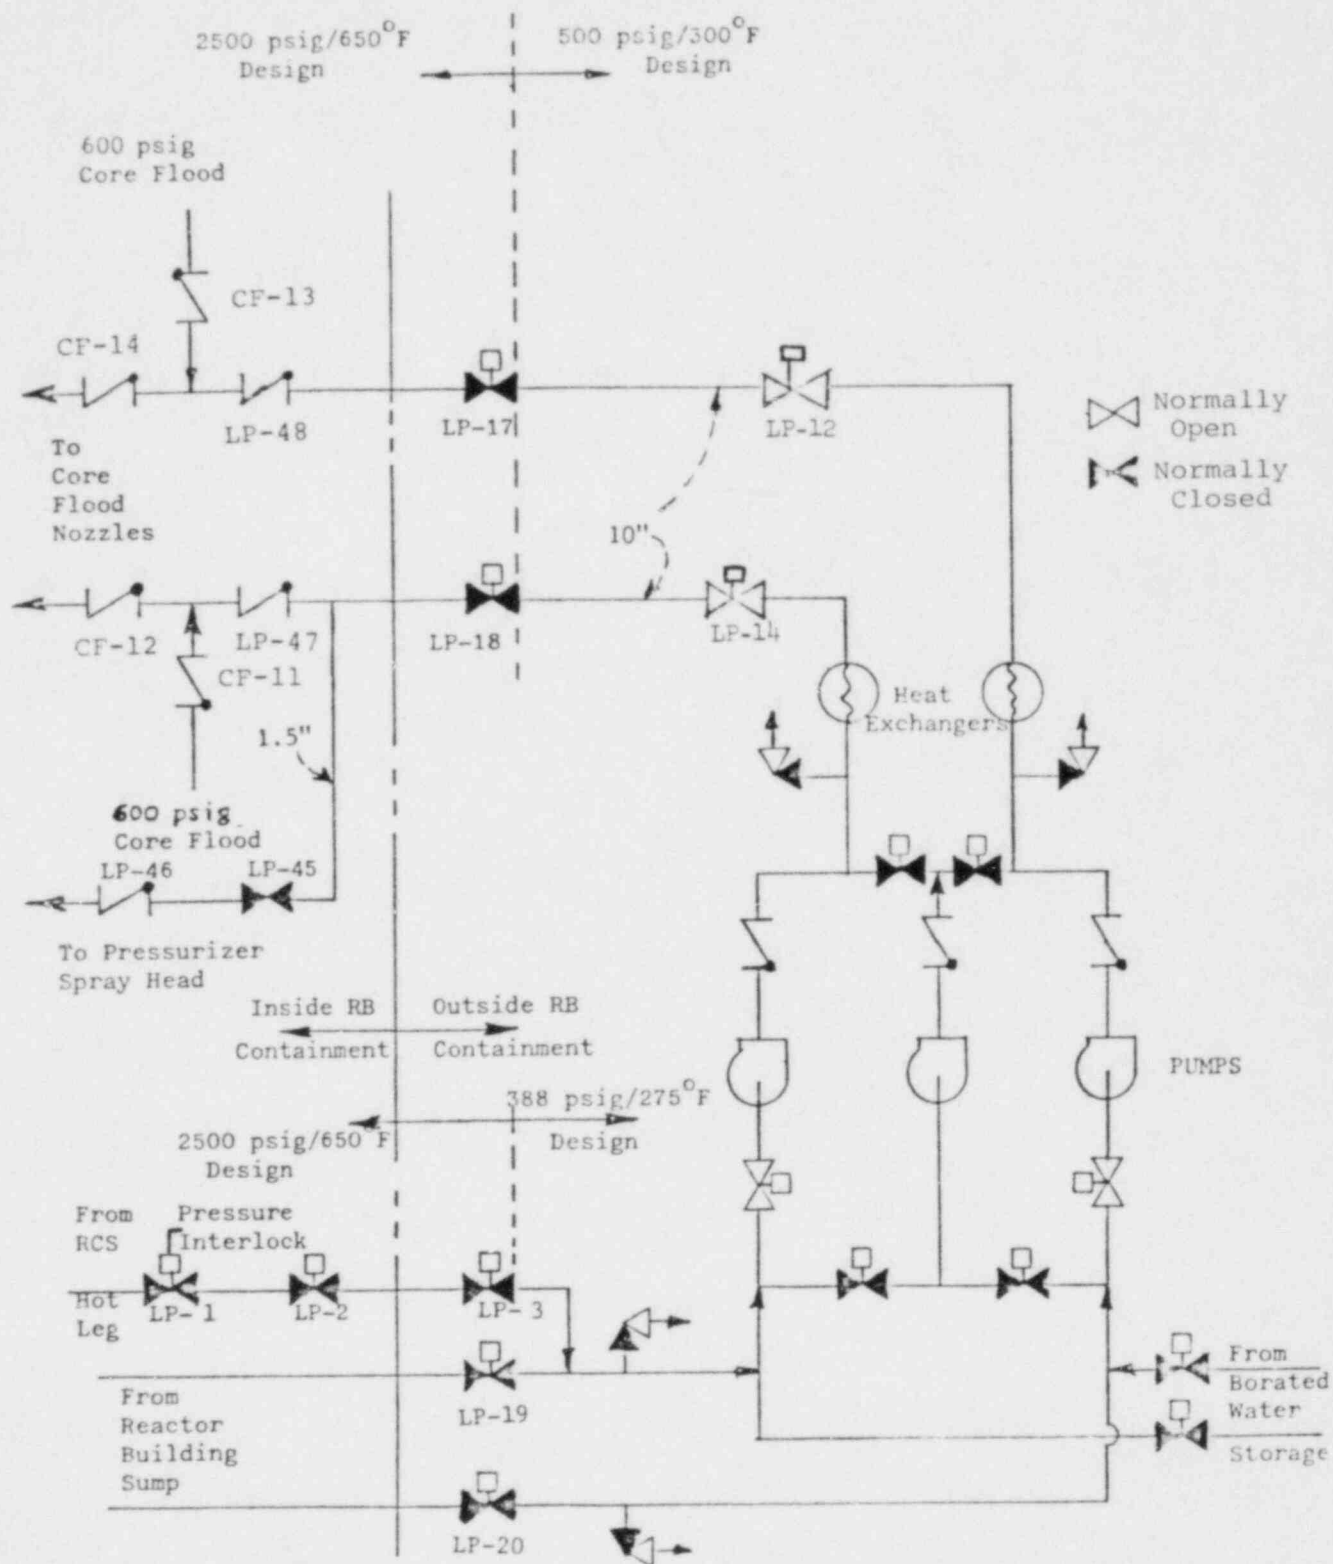 2500 psig/650°F
Design
500 psig/300°F
Design
600 psig
Core Flood
CF-13
CF-14
LP-48
LP-17
LP-12
Normally
Open
Normally
Closed
To
Core
Flood
Nozzles
10"
CF-12
LP-47
LP-18
LP-14
CF-11
Heat
Exchangers
1.5"
600 psig
Core Flood
LP-46
LP-45
To Pressurizer
Spray Head
Inside RB
Containment
Outside RB
Containment
PUMPS
388 psig/275°F
Design
2500 psig/650°F
Design
From
RCS
Hot
Leg
Pressure
Interlock
LP-1
LP-2
LP-3
From
Reactor
Building
Sump
LP-19
LP-20
From
Borated
Water
Storage